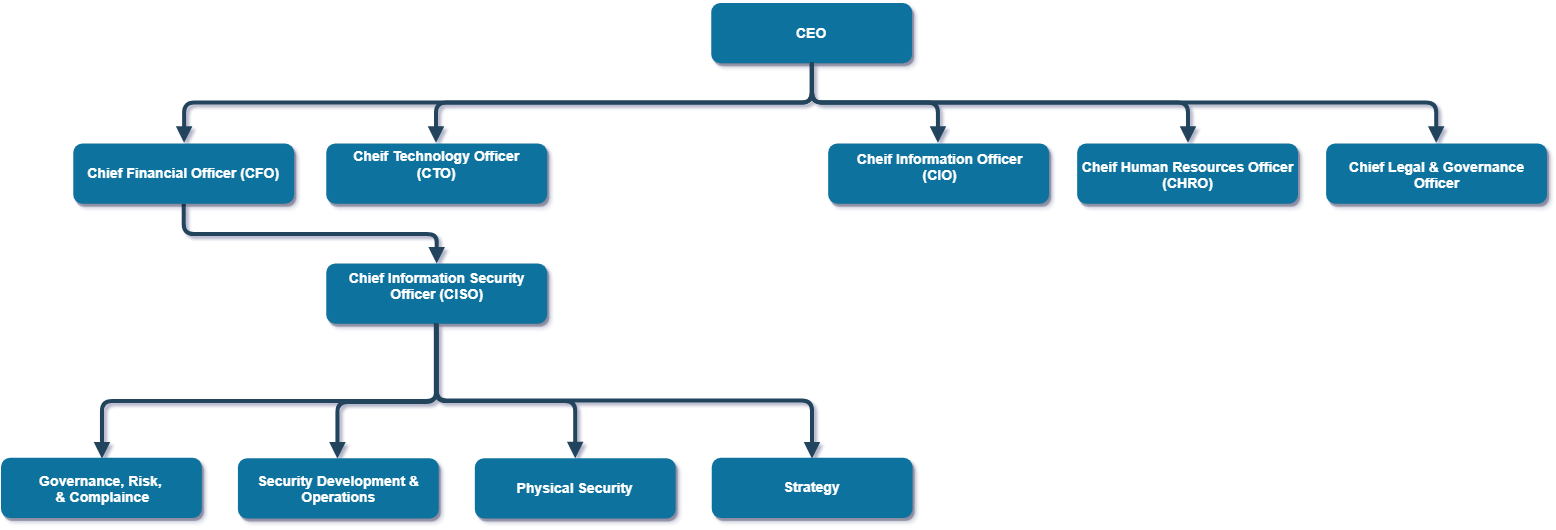 CEO
Chief Financial Officer (CFO)
Cheif Technology Officer
(CTO)
Cheif Information Officer
(CIO)
Cheif Human Resources Officer
(CHRO)
Chief Legal & Governance
Officer
Chief Information Security
Officer (CISO)
Governance, Risk,
& Complaince
Security Development &
Operations
Physical Security
Strategy